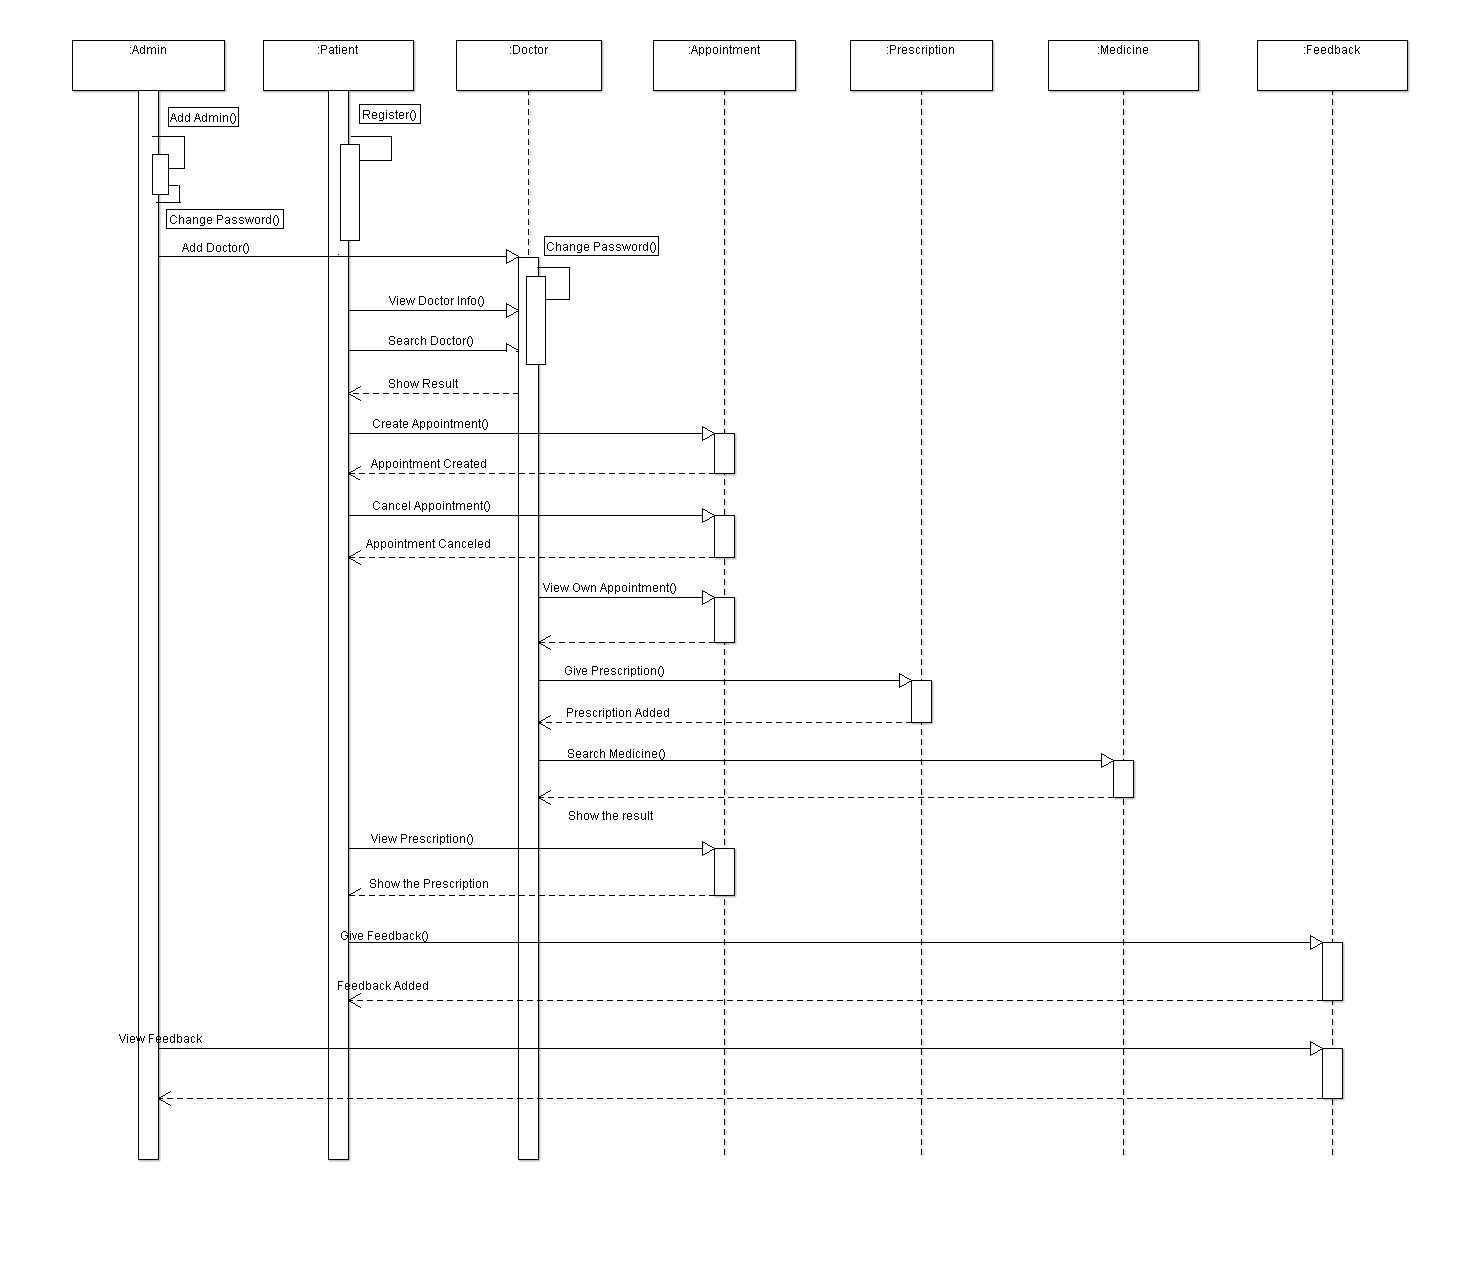 :Admin
:Patient
:Doctor
:Appointment
:Prescription
:Medicine
:Feedback
Add Admin()
Register()
Change Password()
Add Doctor()
Change Password()
View Doctor Info()
Search Doctor()
Show Result
Create Appointment()
Appointment Created
Cancel Appointment()
Appointment Canceled
View Own Appointment()
Give Prescription()
Prescription Added
Search Medicine()
Show the result
View Prescription()
Show the Prescription
Give Feedback()
Feedback Added
View Feedback